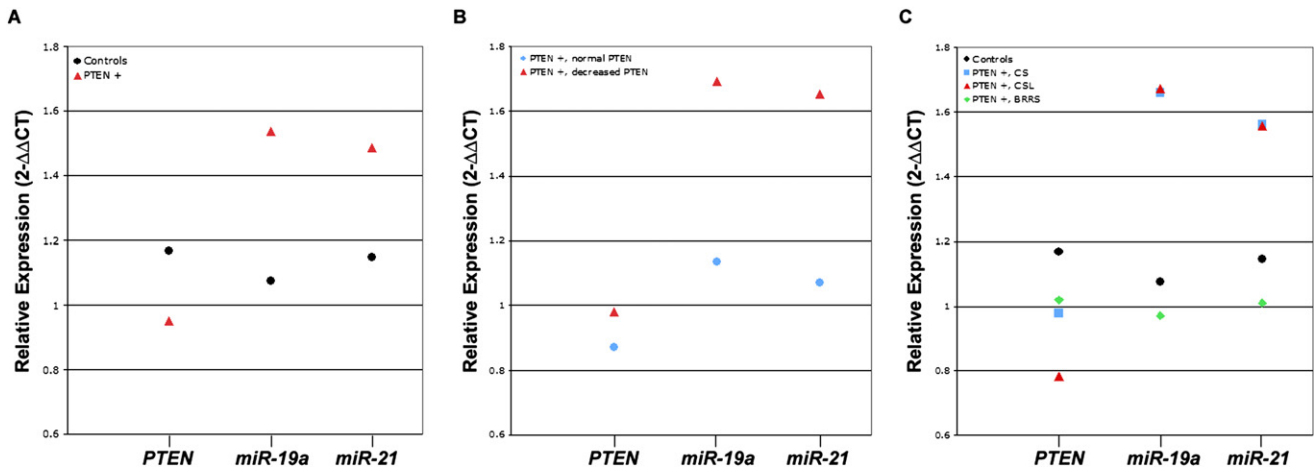 A
Relative Expression (2-ΔΔCT)
1.8
1.6
1.4
1.2
1
0.8
0.6
Controls
PTEN +
PTEN
miR-19a
miR-21
B
Relative Expression (2-ΔΔCT)
1.8
1.6
1.4
1.2
1
0.8
0.6
PTEN +, normal PTEN
PTEN +, decreased PTEN
PTEN
miR-19a
miR-21
C
Relative Expression (2-ΔΔCT)
1.8
1.6
1.4
1.2
1
0.8
0.6
Controls
PTEN +, CS
PTEN +, CSL
PTEN +, BRRS
PTEN
miR-19a
miR-21